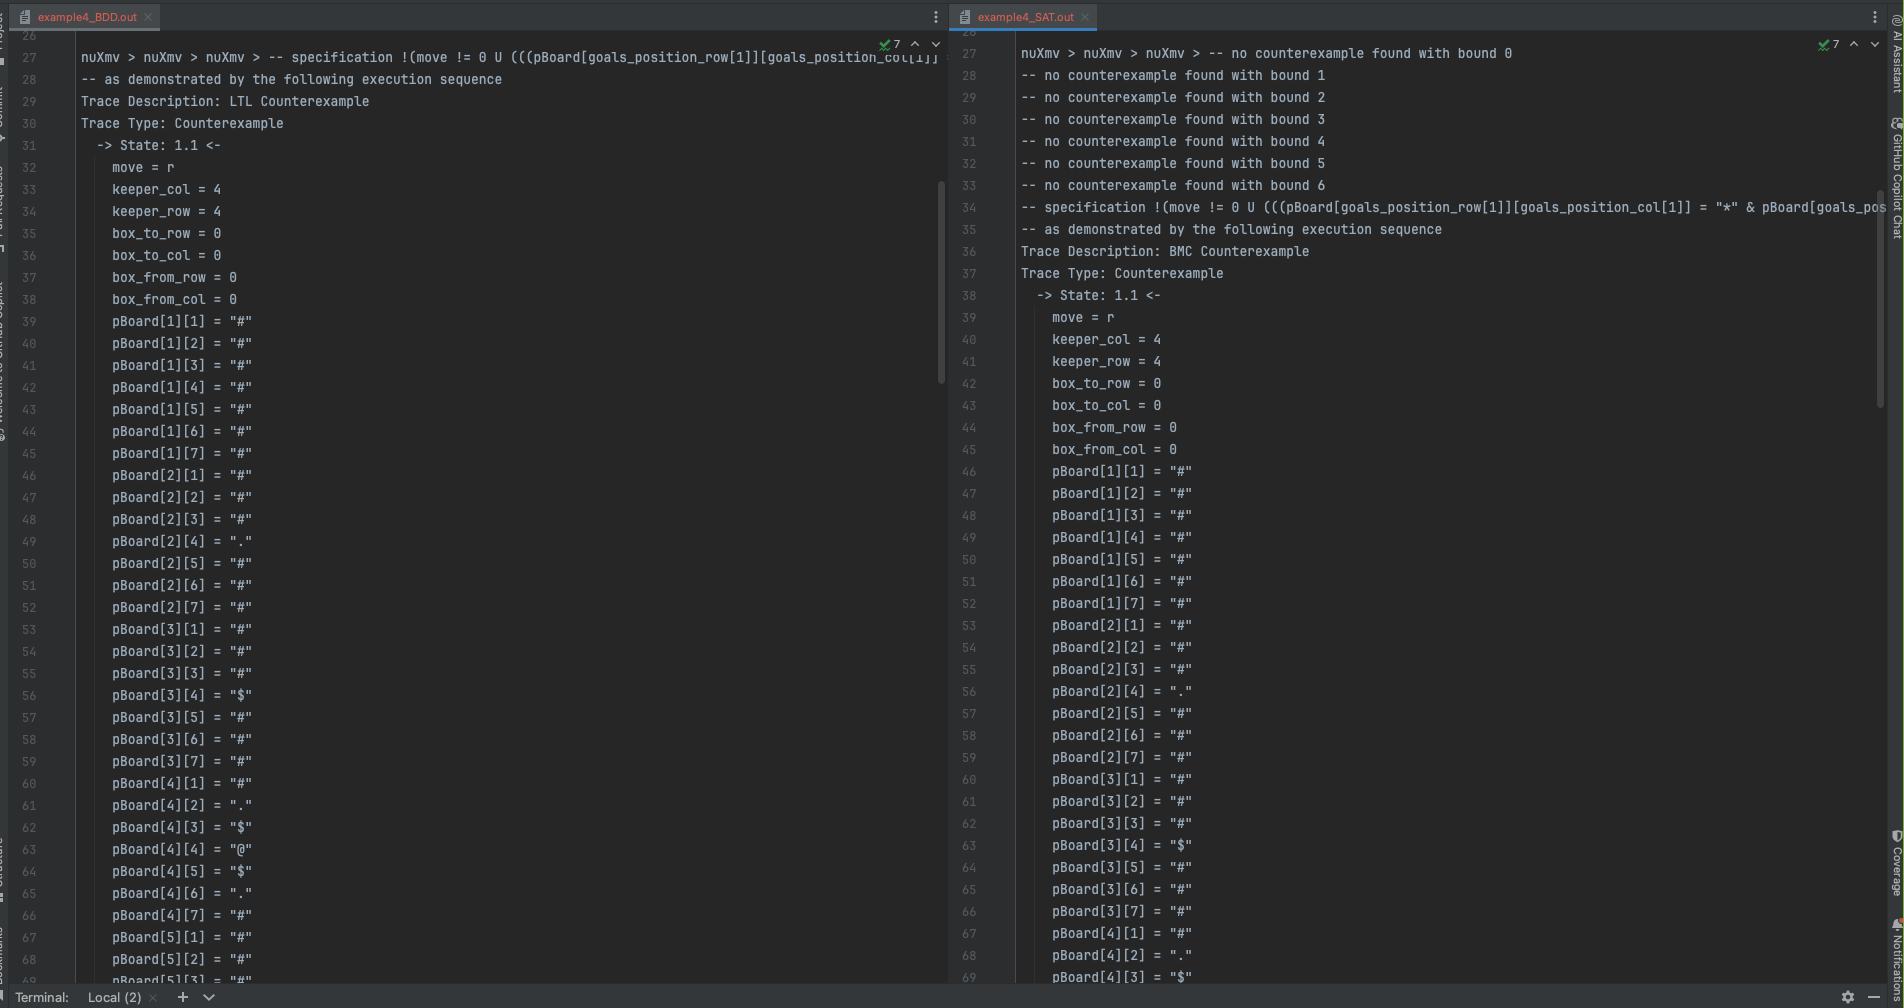 example4_BDD.out
26
27 nuXmv > nuXmv > nuXmv > -- specification !(move != 0 U (((pBoard[goals_position_row[1]][goals_position_col[1]]
28 -- as demonstrated by the following execution sequence
29 Trace Description: LTL Counterexample
30 Trace Type: Counterexample
31 -> State: 1.1 <-
32 move = r
33 keeper_col = 4
34 keeper_row = 4
35 box_to_row = 0
36 box_to_col = 0
37 box_from_row = 0
38 box_from_col = 0
39 pBoard[1][1] = "#"
40 pBoard[1][2] = "#"
41 pBoard[1][3] = "#"
42 pBoard[1][4] = "#"
43 pBoard[1][5] = "#"
44 pBoard[1][6] = "#"
45 pBoard[1][7] = "#"
46 pBoard[2][1] = "#"
47 pBoard[2][2] = "#"
48 pBoard[2][3] = "#"
49 pBoard[2][4] = "."
50 pBoard[2][5] = "#"
51 pBoard[2][6] = "#"
52 pBoard[2][7] = "#"
53 pBoard[3][1] = "#"
54 pBoard[3][2] = "#"
55 pBoard[3][3] = "#"
56 pBoard[3][4] = "$"
57 pBoard[3][5] = "#"
58 pBoard[3][6] = "#"
59 pBoard[3][7] = "#"
60 pBoard[4][1] = "#"
61 pBoard[4][2] = "."
62 pBoard[4][3] = "$"
63 pBoard[4][4] = "@"
64 pBoard[4][5] = "$"
65 pBoard[4][6] = "."
66 pBoard[4][7] = "#"
67 pBoard[5][1] = "#"
68 pBoard[5][2] = "#"
69 pBoard[5][3] = "#"
7
example4_SAT.out
26
27 nuXmv > nuXmv > nuXmv > -- no counterexample found with bound 0
28 -- no counterexample found with bound 1
29 -- no counterexample found with bound 2
30 -- no counterexample found with bound 3
31 -- no counterexample found with bound 4
32 -- no counterexample found with bound 5
33 -- no counterexample found with bound 6
34 -- specification !(move != 0 U (((pBoard[goals_position_row[1]][goals_position_col[1]] = "*" & pBoard[goals_pos
35 -- as demonstrated by the following execution sequence
36 Trace Description: BMC Counterexample
37 Trace Type: Counterexample
38 -> State: 1.1 <-
39 move = r
40 keeper_col = 4
41 keeper_row = 4
42 box_to_row = 0
43 box_to_col = 0
44 box_from_row = 0
45 box_from_col = 0
46 pBoard[1][1] = "#"
47 pBoard[1][2] = "#"
48 pBoard[1][3] = "#"
49 pBoard[1][4] = "#"
50 pBoard[1][5] = "#"
51 pBoard[1][6] = "#"
52 pBoard[1][7] = "#"
53 pBoard[2][1] = "#"
54 pBoard[2][2] = "#"
55 pBoard[2][3] = "#"
56 pBoard[2][4] = "."
57 pBoard[2][5] = "#"
58 pBoard[2][6] = "#"
59 pBoard[2][7] = "#"
60 pBoard[3][1] = "#"
61 pBoard[3][2] = "#"
62 pBoard[3][3] = "#"
63 pBoard[3][4] = "$"
64 pBoard[3][5] = "#"
65 pBoard[3][6] = "#"
66 pBoard[3][7] = "#"
67 pBoard[4][1] = "#"
68 pBoard[4][2] = "."
69 pBoard[4][3] = "$"
7
AI Assistant
GitHub Copilot Chat
Coverage
Notifications
Terminal: Local (2)